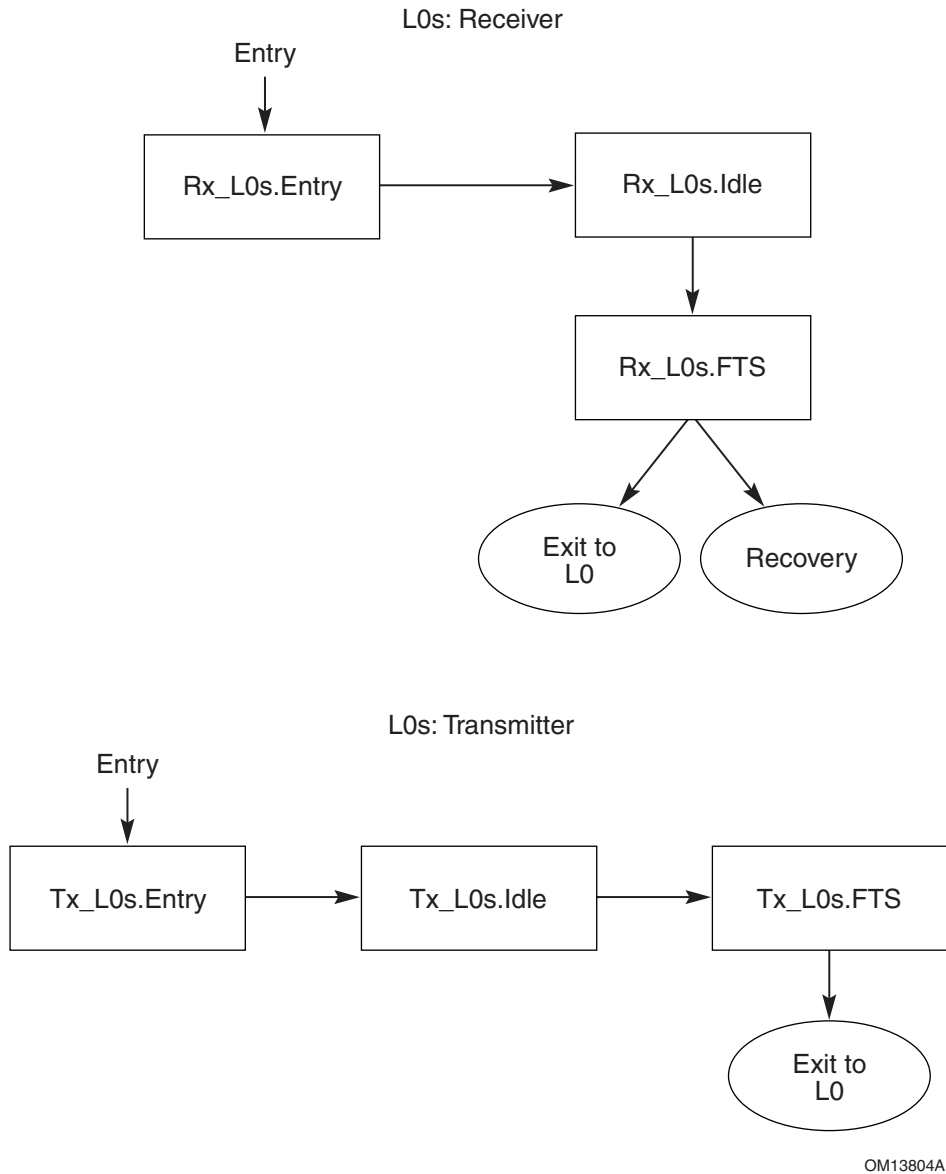 L0s: Receiver
Entry
Rx_L0s.Entry
Rx_L0s.Idle
Rx_L0s.FTS
Exit to
L0
Recovery
L0s: Transmitter
Entry
Tx_L0s.Entry
Tx_L0s.Idle
Tx_L0s.FTS
Exit to
L0
OM13804A